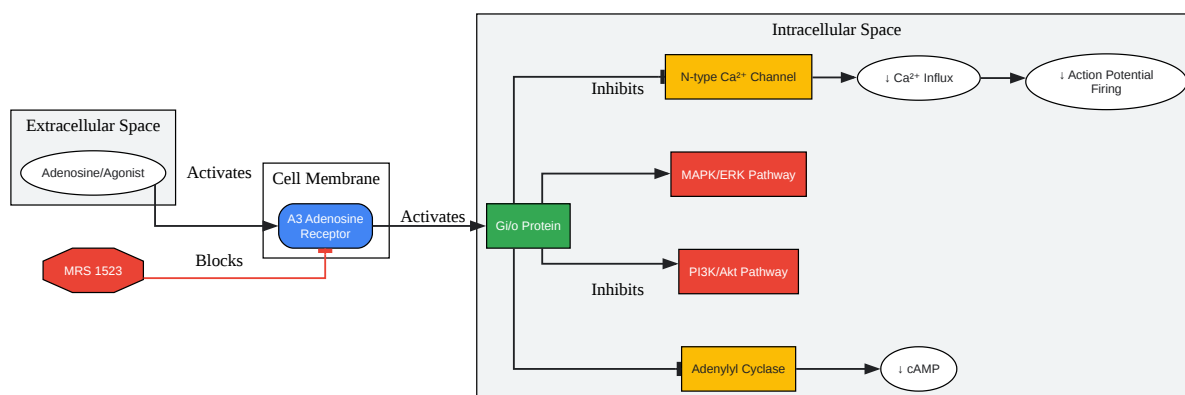 Intracellular Space
N-type Ca²⁺ Channel
↓ Ca²⁺ Influx
↓ Action Potential
Firing
Inhibits
Extracellular Space
Adenosine/Agonist
Activates
Cell Membrane
MAPK/ERK Pathway
A3 Adenosine
Receptor
Activates
Gi/o Protein
MRS 1523
Blocks
PI3K/Akt Pathway
Inhibits
Adenylyl Cyclase
↓ cAMP